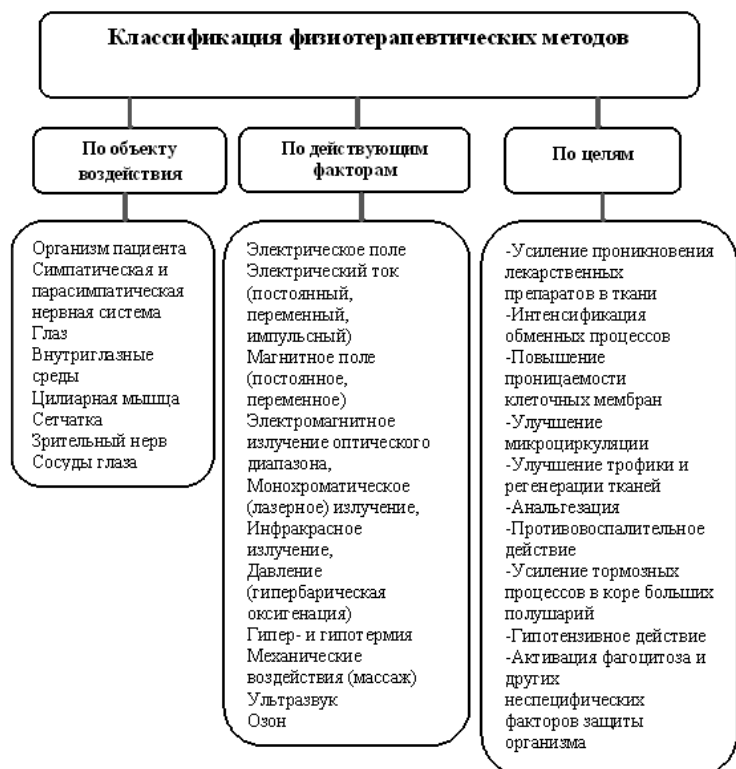 Классификация физиотерапевтических методов
По объекту
воздействия
По действующим
факторам
По целям
Организм пациента
Симпатическая и
парасимпатическая
нервная система
Глаз
Внутриглазные
среды
Цилиарная мышца
Сетчатка
Зрительный нерв
Сосуды глаза
Электрическое поле
Электрический ток
(постоянный,
переменный,
импульсный)
Магнитное поле
(постоянное,
переменное)
Электромагнитное
излучение оптического
диапазона,
Монохроматическое
(лазерное) излучение,
Инфракрасное
излучение,
Давление
(гипербарическая
оксигенация)
Гипер- и гипотермия
Механические
воздействия (массаж)
Ультразвук
Озон
-Усиление проникновения
лекарственных
препаратов в ткани
-Интенсификация
обменных процессов
-Повышение
проницаемости
клеточных мембран
-Улучшение
микроциркуляции
-Улучшение трофики и
регенерации тканей
-Анальгезация
-Противовоспалительное
действие
-Усиление тормозных
процессов в коре больших
полушарий
-Гипотензивное действие
-Активация фагоцитоза и
других
неспецифических
факторов защиты
организма